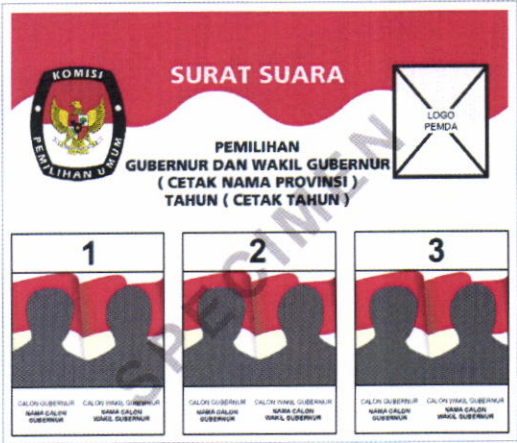 KOMISI
PEMILIHAN UMUM
SURAT SUARA
LOGO
PEMDA
PEMILIHAN
GUBERNUR DAN WAKIL GUBERNUR
( CETAK NAMA PROVINSI )
TAHUN ( CETAK TAHUN )
SPECIMEN
1
2
3
CALON GUBERNUR CALON WAKIL GUBERNUR
NAMA CALON GUBERNUR NAMA CALON WAKIL GUBERNUR
CALON GUBERNUR CALON WAKIL GUBERNUR
NAMA CALON GUBERNUR NAMA CALON WAKIL GUBERNUR
CALON GUBERNUR CALON WAKIL GUBERNUR
NAMA CALON GUBERNUR NAMA CALON WAKIL GUBERNUR